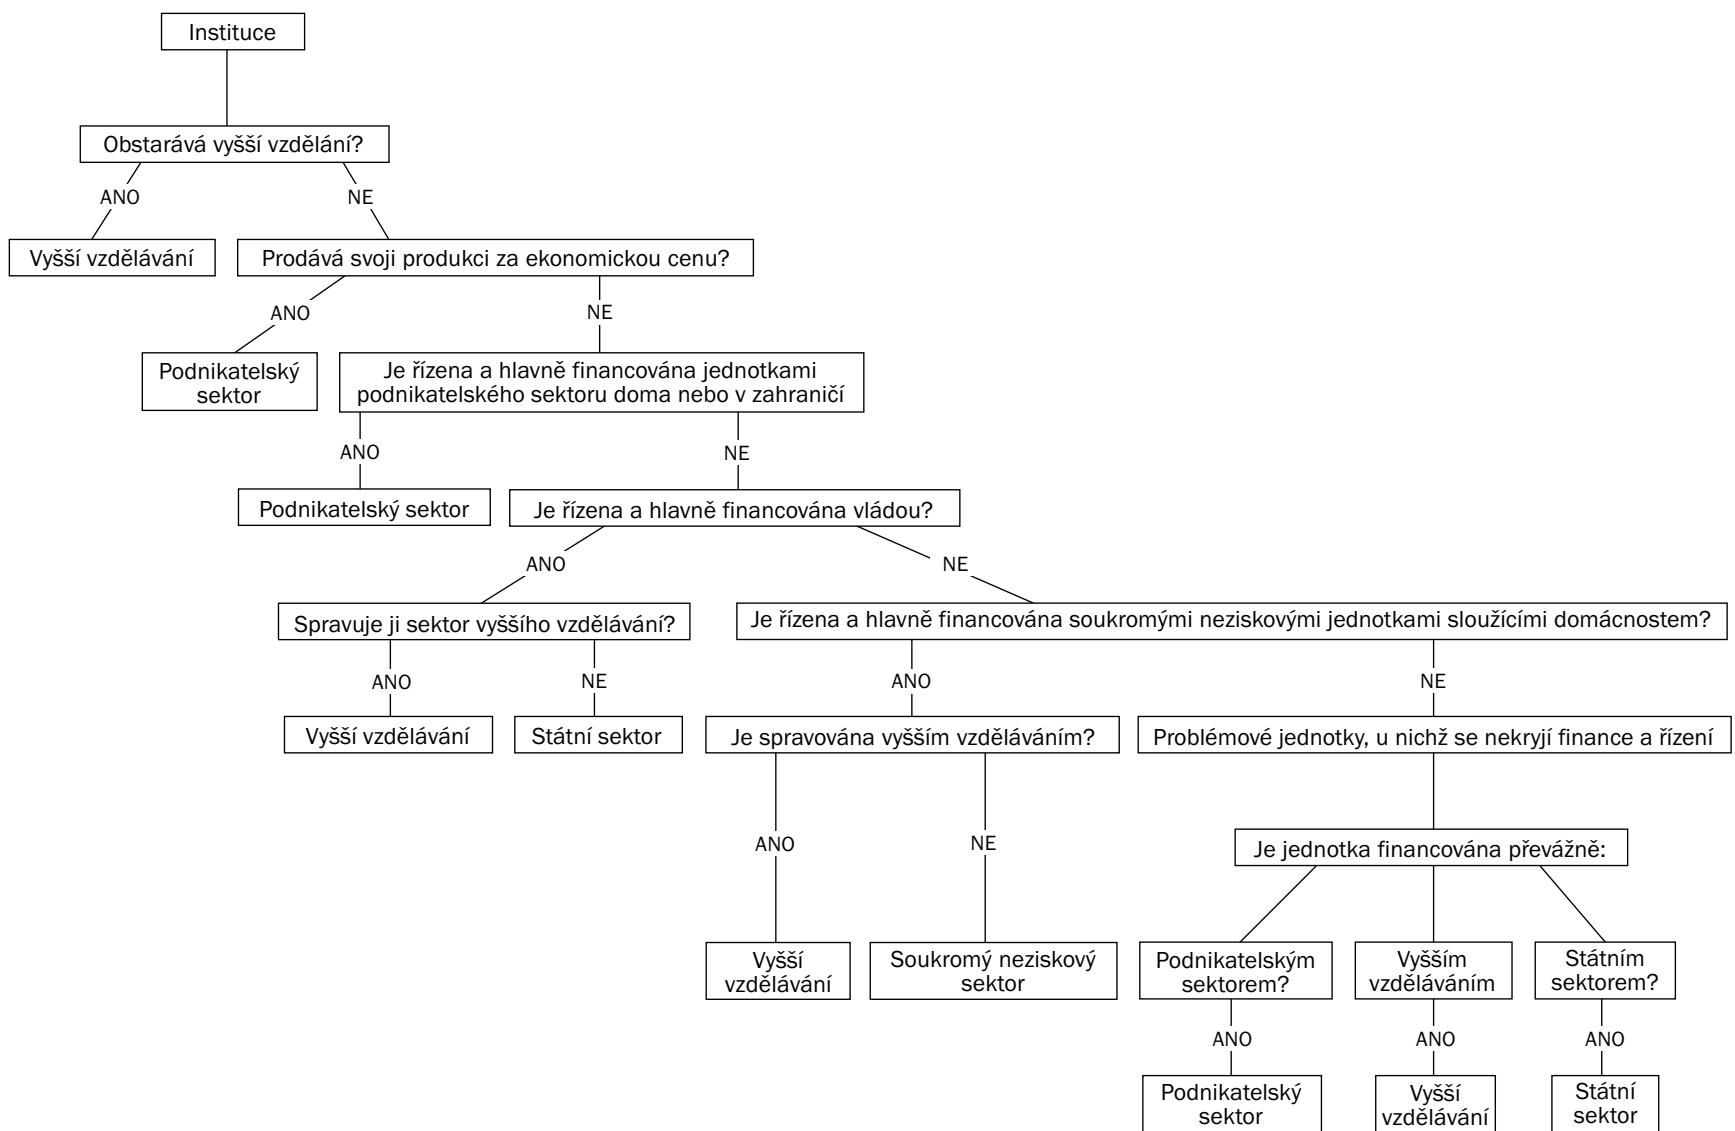 Instituce
Obstarává vyšší vzdělání?
ANO
NE
Vyšší vzdělávání
Prodává svoji produkci za ekonomickou cenu?
ANO
NE
Podnikatelský
sektor
Je řízena a hlavně financována jednotkami
podnikatelského sektoru doma nebo v zahraničí
ANO
NE
Podnikatelský sektor
Je řízena a hlavně financována vládou?
ANO
NE
Spravuje ji sektor vyššího vzdělávání?
Je řízena a hlavně financována soukromými neziskovými jednotkami sloužícími domácnostem?
ANO
NE
ANO
NE
Vyšší vzdělávání
Státní sektor
Je spravována vyšším vzděláváním?
Problémové jednotky, u nichž se nekryjí finance a řízení
ANO
NE
Je jednotka financována převážně:
Vyšší
vzdělávání
Soukromý neziskový
sektor
Podnikatelským
sektorem?
Vyšším
vzděláváním
Státním
sektorem?
ANO
ANO
ANO
Podnikatelský
sektor
Vyšší
vzdělávání
Státní
sektor